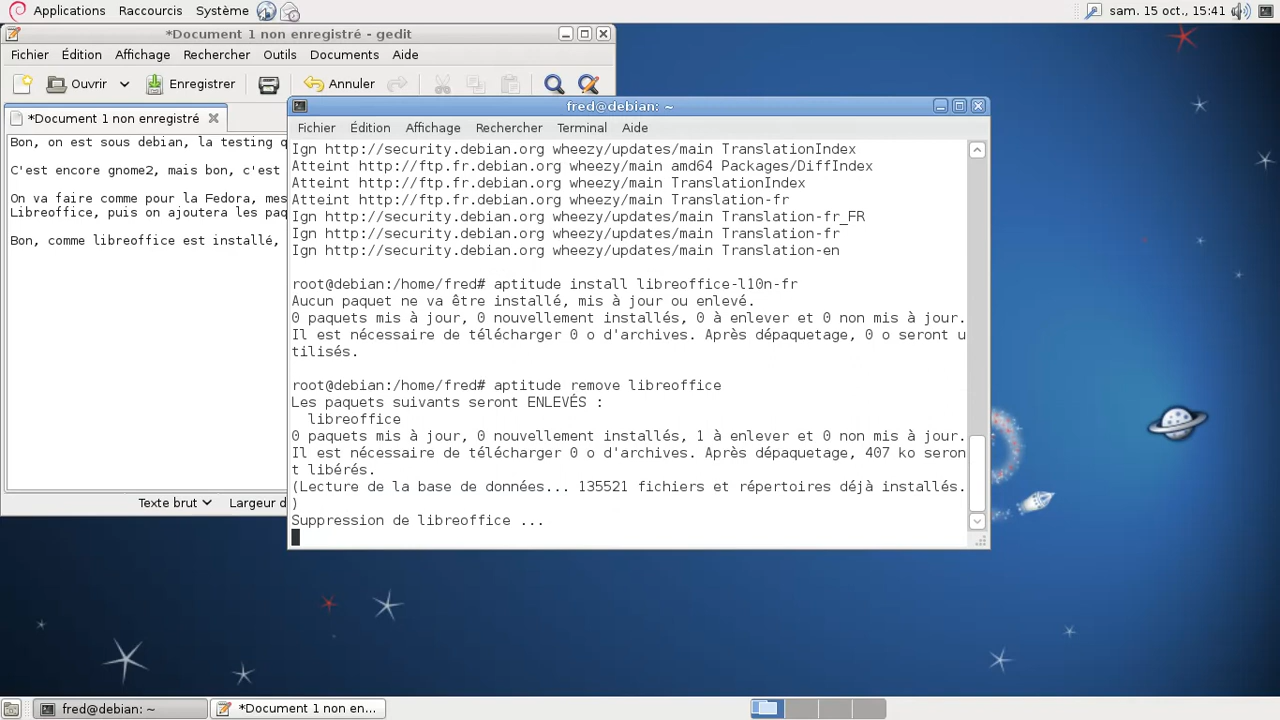 Applications Raccourcis Système sam. 15 oct., 15:41
*Document 1 non enregistré - gedit
Fichier Édition Affichage Rechercher Outils Documents Aide
Ouvrir Enregistrer Annuler
*Document 1 non enregistré
Bon, on est sous debian, la testing
C'est encore gnome2, mais bon, c'est
On va faire comme pour la Fedora,
Libreoffice, puis on ajoutera les
Bon, comme libreoffice est installé,
Texte brut Largeur
fred@debian: ~
Fichier Édition Affichage Rechercher Terminal Aide
Ign http://security.debian.org wheezy/updates/main TranslationIndex
Atteint http://ftp.fr.debian.org wheezy/main amd64 Packages/DiffIndex
Atteint http://ftp.fr.debian.org wheezy/main TranslationIndex
Atteint http://ftp.fr.debian.org wheezy/main Translation-fr
Ign http://security.debian.org wheezy/updates/main Translation-fr_FR
Ign http://security.debian.org wheezy/updates/main Translation-fr
Ign http://security.debian.org wheezy/updates/main Translation-en
root@debian:/home/fred# aptitude install libreoffice-l10n-fr
Aucun paquet ne va être installé, mis à jour ou enlevé.
0 paquets mis à jour, 0 nouvellement installés, 0 à enlever et 0 non mis à jour.
Il est nécessaire de télécharger 0 o d'archives. Après dépaquetage, 0 o seront u
tilisés.
root@debian:/home/fred# aptitude remove libreoffice
Les paquets suivants seront ENLEVÉS :
libreoffice
0 paquets mis à jour, 0 nouvellement installés, 1 à enlever et 0 non mis à jour.
Il est nécessaire de télécharger 0 o d'archives. Après dépaquetage, 407 ko seron
t libérés.
(Lecture de la base de données... 135521 fichiers et répertoires déjà installés.
)
Suppression de libreoffice ...
fred@debian: ~ *Document 1 non en...